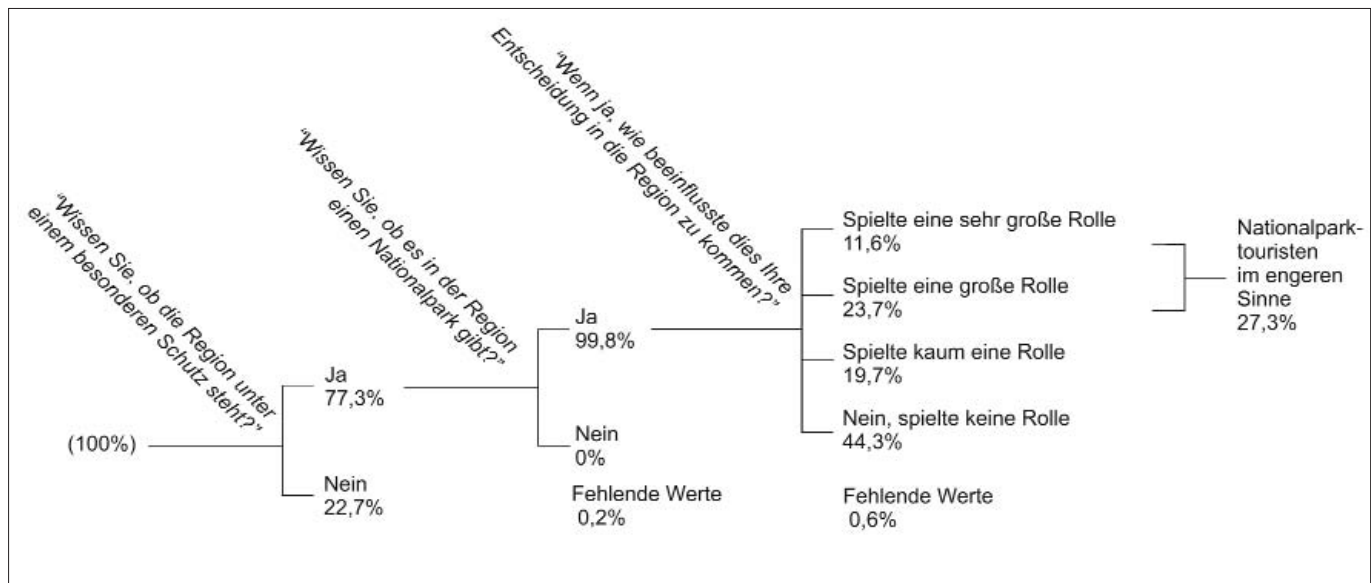 "Wissen Sie, ob die Region unter
einem besonderen Schutz steht?"
"Wissen Sie, ob es in der Region
einen Nationalpark gibt?"
"Wenn ja, wie beeinflusste dies Ihre
Entscheidung in die Region zu kommen?"
(100%)
Ja
77,3%
Nein
22,7%
Ja
99,8%
Nein
0%
Fehlende Werte
0,2%
Spielte eine sehr große Rolle
11,6%
Spielte eine große Rolle
23,7%
Spielte kaum eine Rolle
19,7%
Nein, spielte keine Rolle
44,3%
Fehlende Werte
0,6%
Nationalpark-
touristen
im engeren
Sinne
27,3%